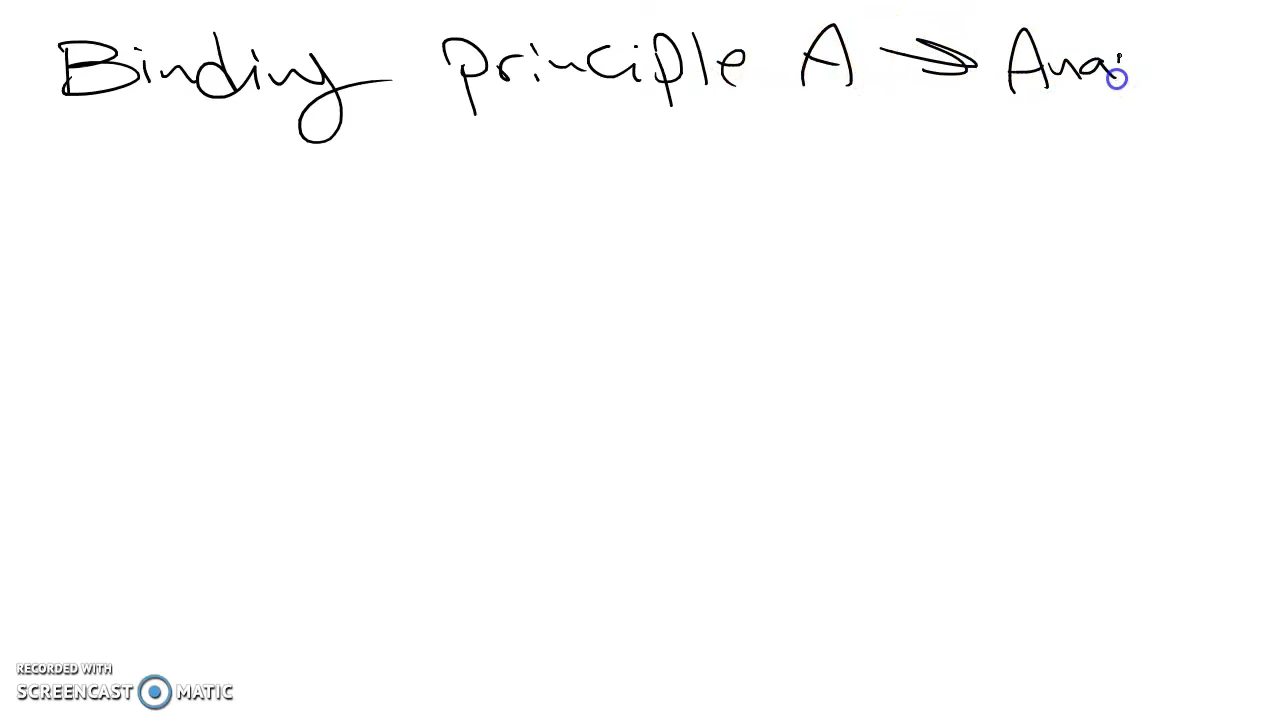 Binding principle A → Ana
RECORDED WITH
SCREENCAST MATIC